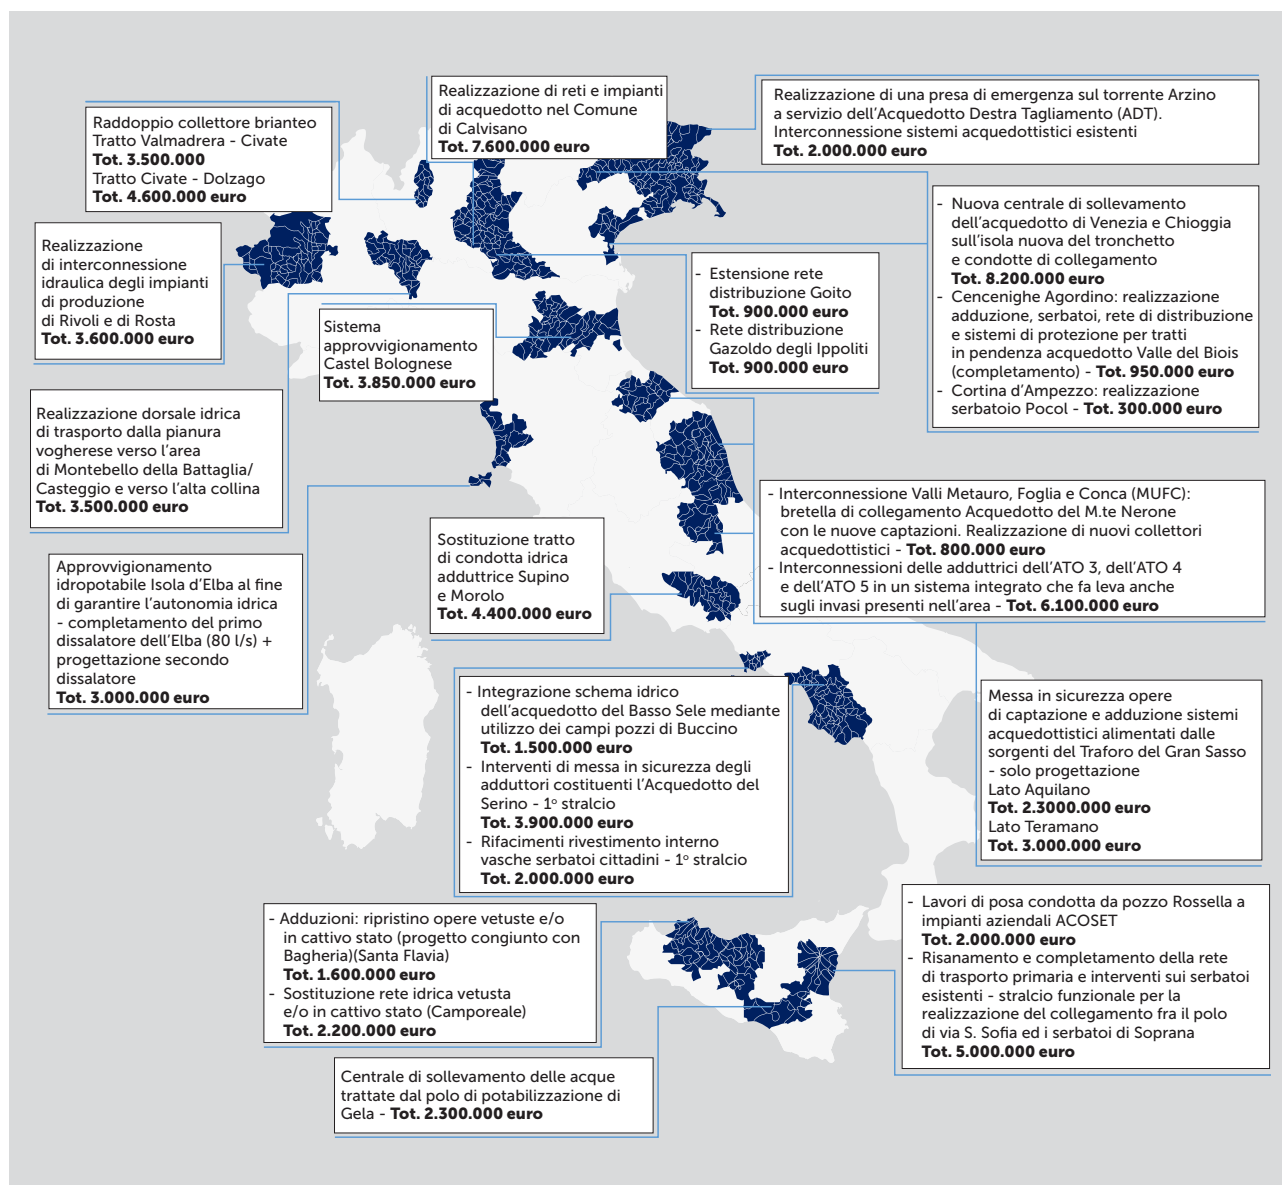 Realizzazione di reti e impianti
di acquedotto nel Comune
di Calvisano
Tot. 7.600.000 euro
Realizzazione di una presa di emergenza sul torrente Arzino
a servizio dell’Acquedotto Destra Tagliamento (ADT).
Interconnessione sistemi acquedottistici esistenti
Tot. 2.000.000 euro
Raddoppio collettore brianteo
Tratto Valmadrera - Civate
Tot. 3.500.000
Tratto Civate - Dolzago
Tot. 4.600.000 euro
- Nuova centrale di sollevamento
dell’acquedotto di Venezia e Chioggia
sull’isola nuova del tronchetto
e condotte di collegamento
Tot. 8.200.000 euro
- Cencenighe Agordino: realizzazione
adduzione, serbatoi, rete di distribuzione
e sistemi di protezione per tratti
in pendenza acquedotto Valle del Biois
(completamento) - Tot. 950.000 euro
- Cortina d’Ampezzo: realizzazione
serbatoio Pocol - Tot. 300.000 euro
Realizzazione
di interconnessione
idraulica degli impianti
di produzione
di Rivoli e di Rosta
Tot. 3.600.000 euro
- Estensione rete
distribuzione Goito
Tot. 900.000 euro
- Rete distribuzione
Gazoldo degli Ippoliti
Tot. 900.000 euro
Sistema
approvvigionamento
Castel Bolognese
Tot. 3.850.000 euro
Realizzazione dorsale idrica
di trasporto dalla pianura
vogherese verso l’area
di Montebello della Battaglia/
Casteggio e verso l’alta collina
Tot. 3.500.000 euro
- Interconnessione Valli Metauro, Foglia e Conca (MUFC):
bretella di collegamento Acquedotto del M.te Nerone
con le nuove captazioni. Realizzazione di nuovi collettori
acquedottistici - Tot. 800.000 euro
- Interconnessioni delle adduttrici dell’ATO 3, dell’ATO 4
e dell’ATO 5 in un sistema integrato che fa leva anche
sugli invasi presenti nell’area - Tot. 6.100.000 euro
Sostituzione tratto
di condotta idrica
adduttrice Supino
e Morolo
Tot. 4.400.000 euro
Approvvigionamento
idropotabile Isola d’Elba al fine
di garantire l’autonomia idrica
- completamento del primo
dissalatore dell’Elba (80 l/s) +
progettazione secondo
dissalatore
Tot. 3.000.000 euro
- Integrazione schema idrico
dell’acquedotto del Basso Sele mediante
utilizzo dei campi pozzi di Buccino
Tot. 1.500.000 euro
- Interventi di messa in sicurezza degli
adduttori costituenti l’Acquedotto del
Serino - 1° stralcio
Tot. 3.900.000 euro
- Rifacimenti rivestimento interno
vasche serbatoi cittadini - 1° stralcio
Tot. 2.000.000 euro
Messa in sicurezza opere
di captazione e adduzione sistemi
acquedottistici alimentati dalle
sorgenti del Traforo del Gran Sasso
- solo progettazione
Lato Aquilano
Tot. 2.3000.000 euro
Lato Teramano
Tot. 3.000.000 euro
- Adduzioni: ripristino opere vetuste e/o
in cattivo stato (progetto congiunto con
Bagheria)(Santa Flavia)
Tot. 1.600.000 euro
- Sostituzione rete idrica vetusta
e/o in cattivo stato (Camporeale)
Tot. 2.200.000 euro
- Lavori di posa condotta da pozzo Rossella a
impianti aziendali ACOSET
Tot. 2.000.000 euro
- Risanamento e completamento della rete
di trasporto primaria e interventi sui serbatoi
esistenti - stralcio funzionale per la
realizzazione del collegamento fra il polo
di via S. Sofia ed i serbatoi di Soprana
Tot. 5.000.000 euro
Centrale di sollevamento delle acque
trattate dal polo di potabilizzazione di
Gela - Tot. 2.300.000 euro